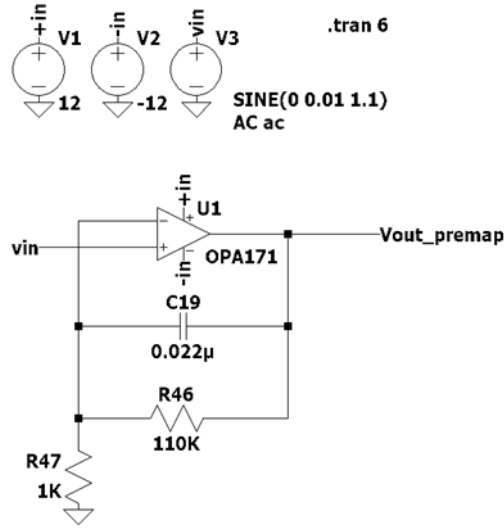 +in
-in
vin
.tran 6
V1
V2
V3
12
-12
SINE(0 0.01 1.1)
AC ac
+in
U1
vin
Vout_premap
OPA171
-in
C19
0.022µ
R46
110K
R47
1K